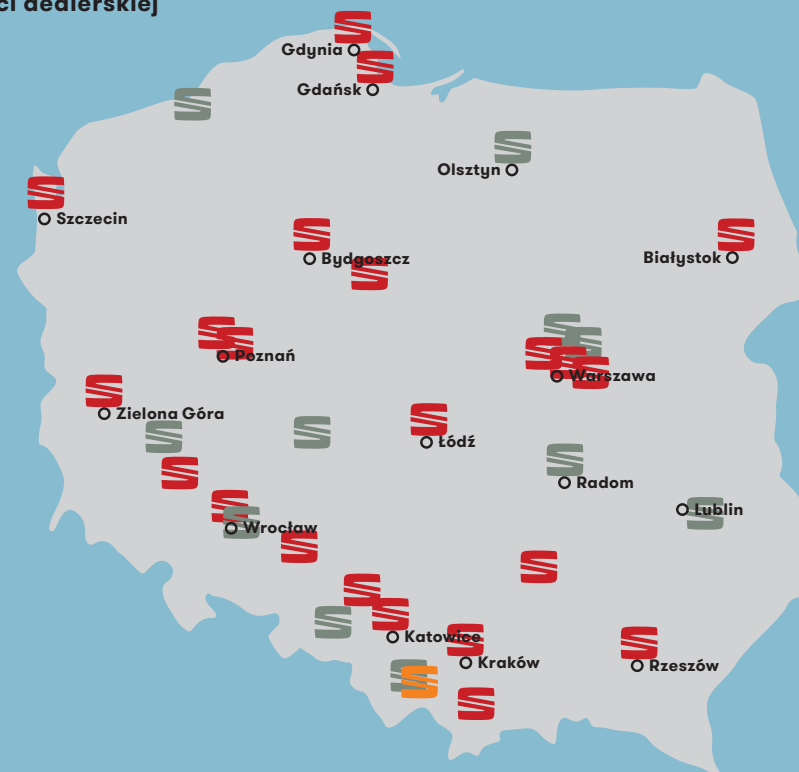 ci dealerskiej
Gdynia
Gdańsk
Olsztyn
Szczecin
Bydgoszcz
Białystok
Poznań
Warszawa
Zielona Góra
Łódź
Radom
Lublin
Wrocław
Katowice
Kraków
Rzeszów